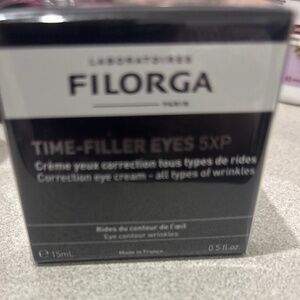 LABORATOIRES
FILORGA
PARIS
TIME-FILLER EYES 5XP
Crème yeux correction tous types de rides
Correction eye cream - all types of wrinkles
Rides du contour de l'œil
Eye contour wrinkles
℮ 15mL Made in France 0.5 fl.oz.